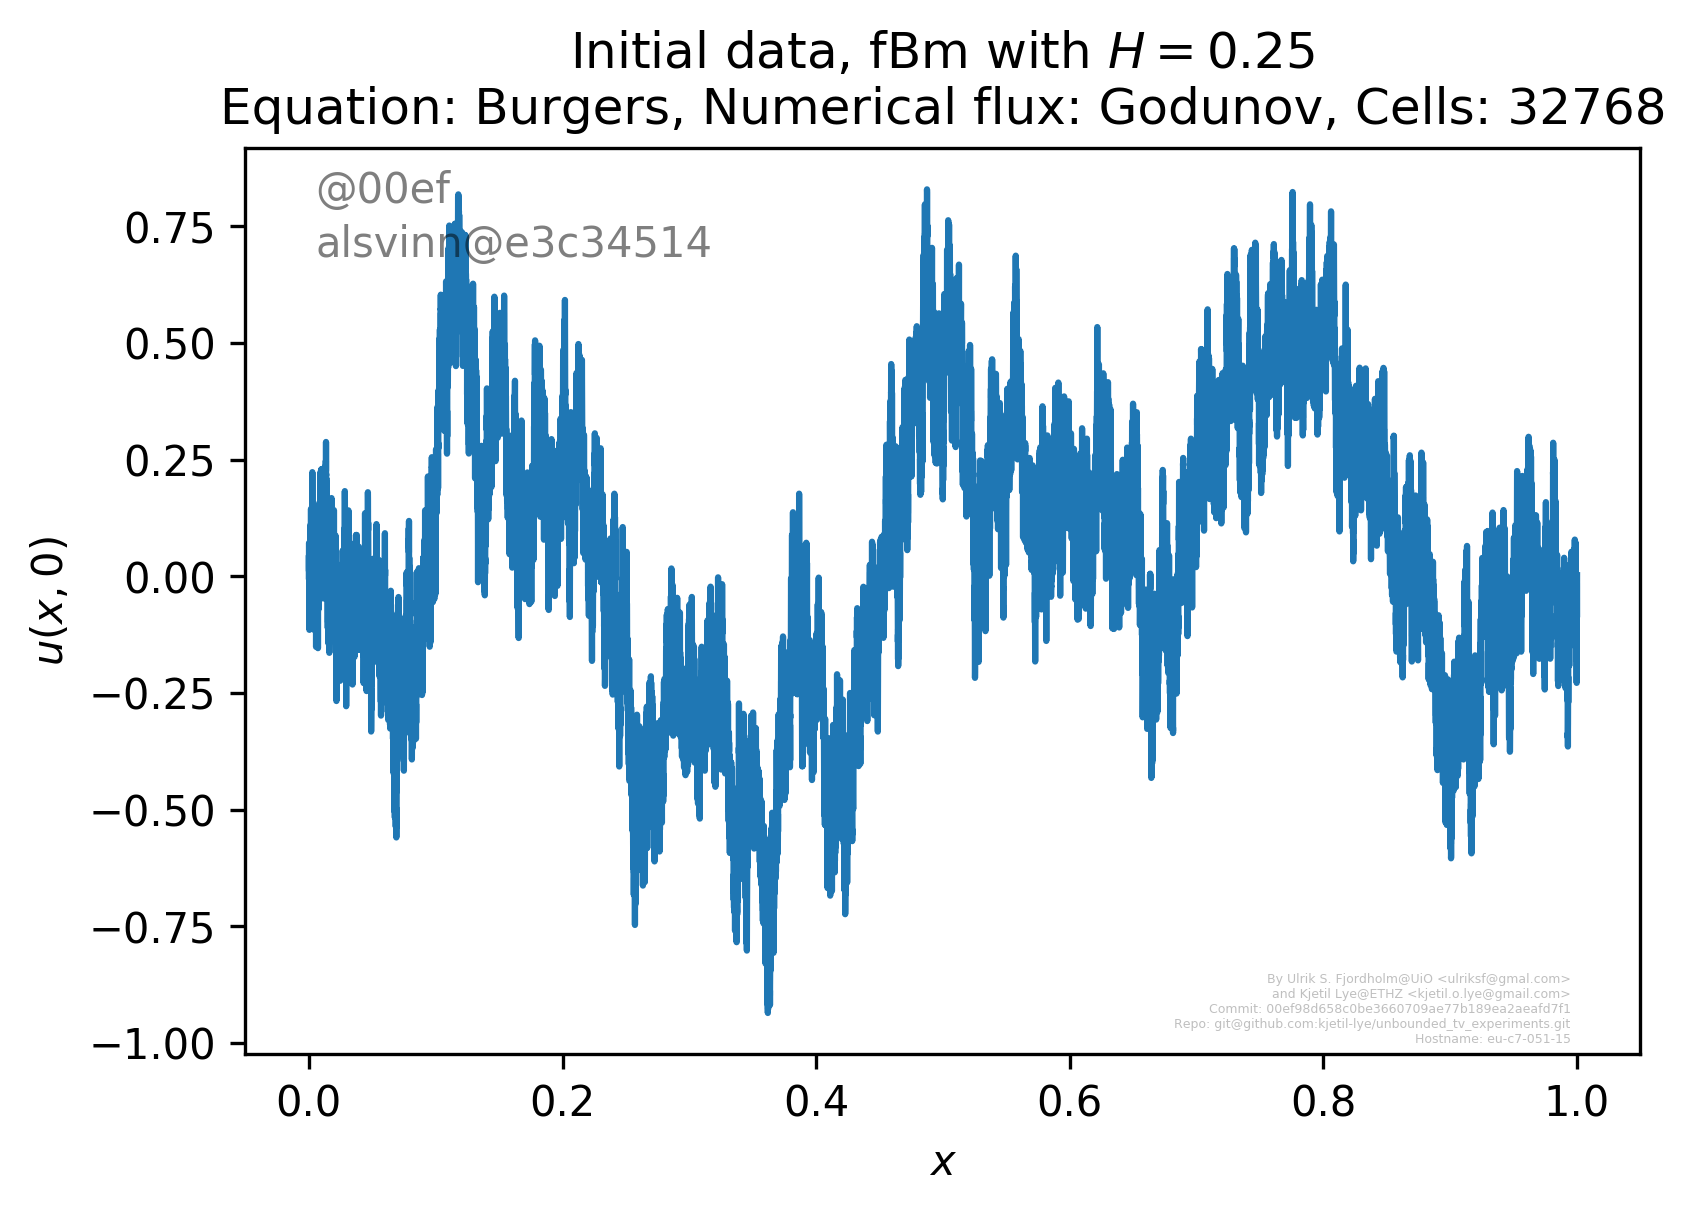 Initial data, fBm with H = 0.25
Equation: Burgers, Numerical flux: Godunov, Cells: 32768
@00ef
alsvinn@e3c34514
0.75
0.50
0.25
0.00
−0.25
−0.50
−0.75
−1.00
u(x, 0)
By Ulrik S. Fjordholm@UiO <ulriksf@gmal.com>
and Kjetil Lye@ETHZ <kjetil.o.lye@gmail.com>
Commit: 00ef98d658c0be3660709ae77b189ea2aeafd7f1
Repo: git@github.com:kjetil-lye/unbounded_tv_experiments.git
Hostname: eu-c7-051-15
0.0 0.2 0.4 0.6 0.8 1.0
x